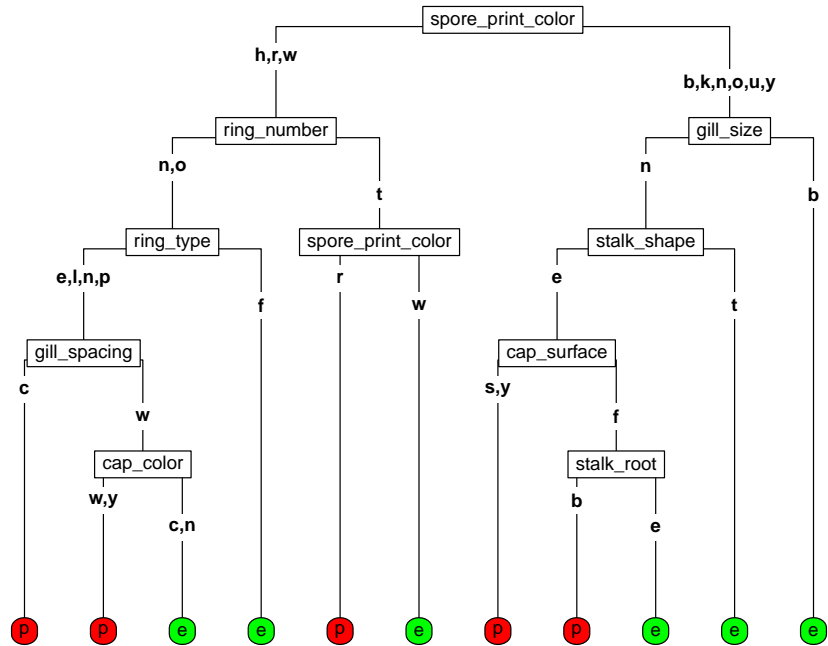 spore_print_color
h,r,w
b,k,n,o,u,y
ring_number
gill_size
n,o
t
n
b
ring_type
spore_print_color
stalk_shape
e,l,n,p
f
r
w
e
t
gill_spacing
cap_surface
c
w
s,y
f
cap_color
stalk_root
w,y
c,n
b
e
p p e e p e p p e e e